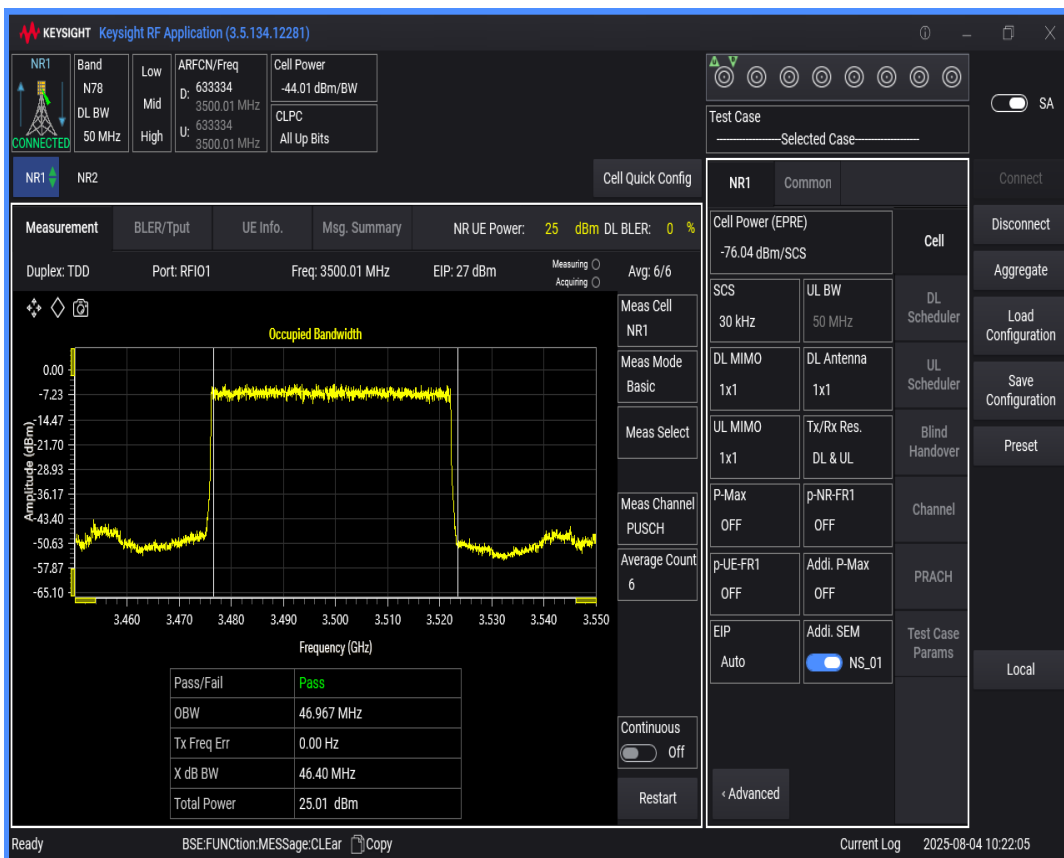 KEYSIGHT Keysight RF Application (3.5.134.12281)
NR1
CONNECTED
Band
N78
DL BW
50 MHz
Low
Mid
High
ARFCN/Freq
D: 633334
3500.01 MHz
U: 633334
3500.01 MHz
Cell Power
-44.01 dBm/BW
CLPC
All Up Bits
Test Case
Selected Case
SA
NR1 NR2 Cell Quick Config
Measurement BLER/Tput UE Info. Msg. Summary NR UE Power: 25 dBm DL BLER: 0 %
Duplex: TDD Port: RFIO1 Freq: 3500.01 MHz EIP: 27 dBm Measuring Avg: 6/6
Acquiring
Occupied Bandwidth
Amplitude (dBm)
0.00
-7.23
-14.47
-21.70
-28.93
-36.17
-43.40
-50.63
-57.87
-65.10
3.460 3.470 3.480 3.490 3.500 3.510 3.520 3.530 3.540 3.550
Frequency (GHz)
Pass/Fail Pass
OBW 46.967 MHz
Tx Freq Err 0.00 Hz
X dB BW 46.40 MHz
Total Power 25.01 dBm
Meas Cell
NR1
Meas Mode
Basic
Meas Select
Meas Channel
PUSCH
Average Count
6
Continuous
Off
Restart
NR1 Common
Cell Power (EPRE)
-76.04 dBm/SCS
SCS
30 kHz
UL BW
50 MHz
DL MIMO
1x1
DL Antenna
1x1
UL MIMO
1x1
Tx/Rx Res.
DL & UL
P-Max
OFF
p-NR-FR1
OFF
p-UE-FR1
OFF
Addi. P-Max
OFF
EIP
Auto
Addi. SEM
NS_01
‹ Advanced
Cell
DL
Scheduler
UL
Scheduler
Blind
Handover
Channel
PRACH
Test Case
Params
Connect
Disconnect
Aggregate
Load
Configuration
Save
Configuration
Preset
Local
Ready BSE:FUNCtion:MESSage:CLEar Copy Current Log 2025-08-04 10:22:05